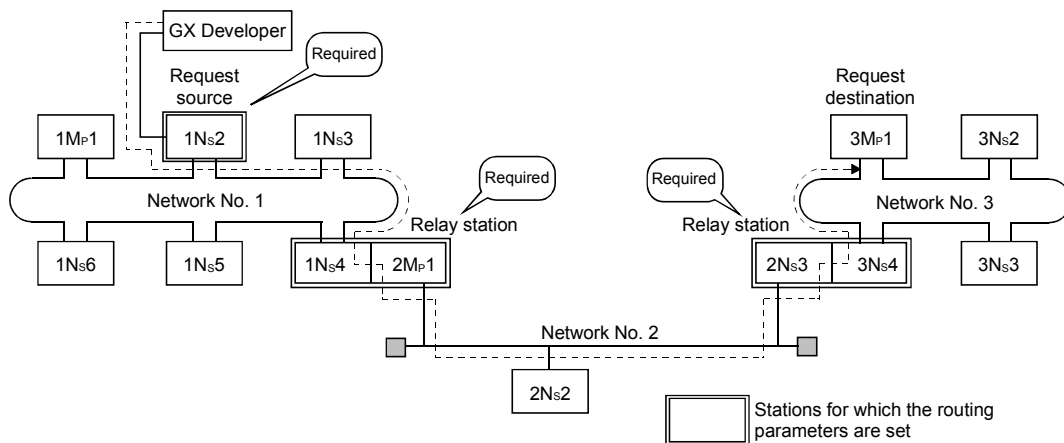 GX Developer
Required
Request
source
Request
destination
1MP1
1NS2
1NS3
3MP1
3NS2
Network No. 1
Required
Required
Network No. 3
Relay station
Relay station
1NS6
1NS5
1NS4
2MP1
2NS3
3NS4
3NS3
Network No. 2
2NS2
Stations for which the routing
parameters are set